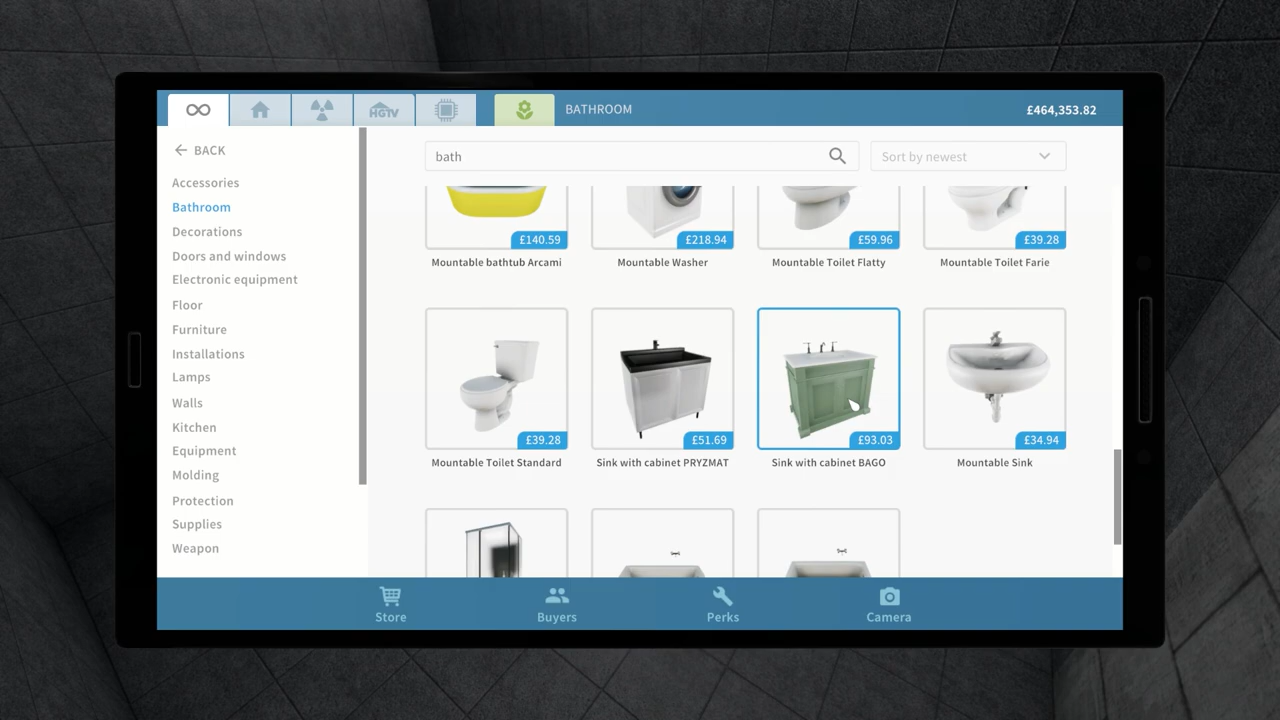 HGTV
BATHROOM
£464,353.82
BACK
Accessories
Bathroom
Decorations
Doors and windows
Electronic equipment
Floor
Furniture
Installations
Lamps
Walls
Kitchen
Equipment
Molding
Protection
Supplies
Weapon
bath
Sort by newest
£140.59
£218.94
£59.96
£39.28
Mountable bathtub Arcami
Mountable Washer
Mountable Toilet Flatty
Mountable Toilet Farie
£39.28
£51.69
£93.03
£34.94
Mountable Toilet Standard
Sink with cabinet PRYZMAT
Sink with cabinet BAGO
Mountable Sink
Store
Buyers
Perks
Camera